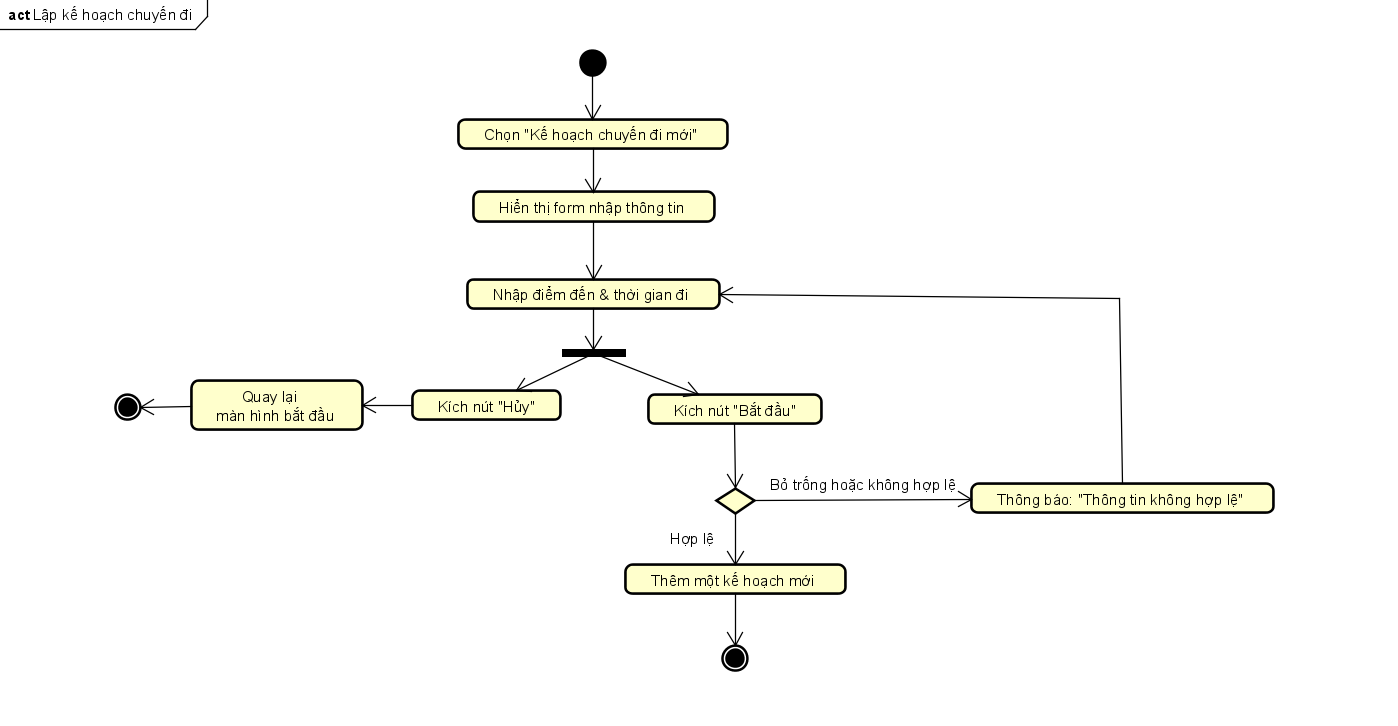 act Lập kế hoạch chuyến đi
Chọn "Kế hoạch chuyến đi mới"
Hiển thị form nhập thông tin
Nhập điểm đến & thời gian đi
Quay lại
màn hình bắt đầu
Kích nút "Hủy"
Kích nút "Bắt đầu"
Bỏ trống hoặc không hợp lệ
Thông báo: "Thông tin không hợp lệ"
Hợp lệ
Thêm một kế hoạch mới